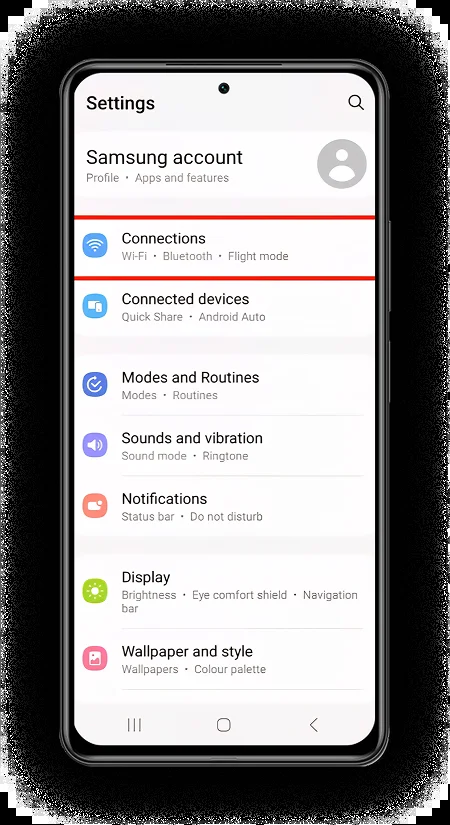 Settings
Samsung account
Profile • Apps and features
Connections
Wi-Fi • Bluetooth • Flight mode
Connected devices
Quick Share • Android Auto
Modes and Routines
Modes • Routines
Sounds and vibration
Sound mode • Ringtone
Notifications
Status bar • Do not disturb
Display
Brightness • Eye comfort shield • Navigation
bar
Wallpaper and style
Wallpapers • Colour palette